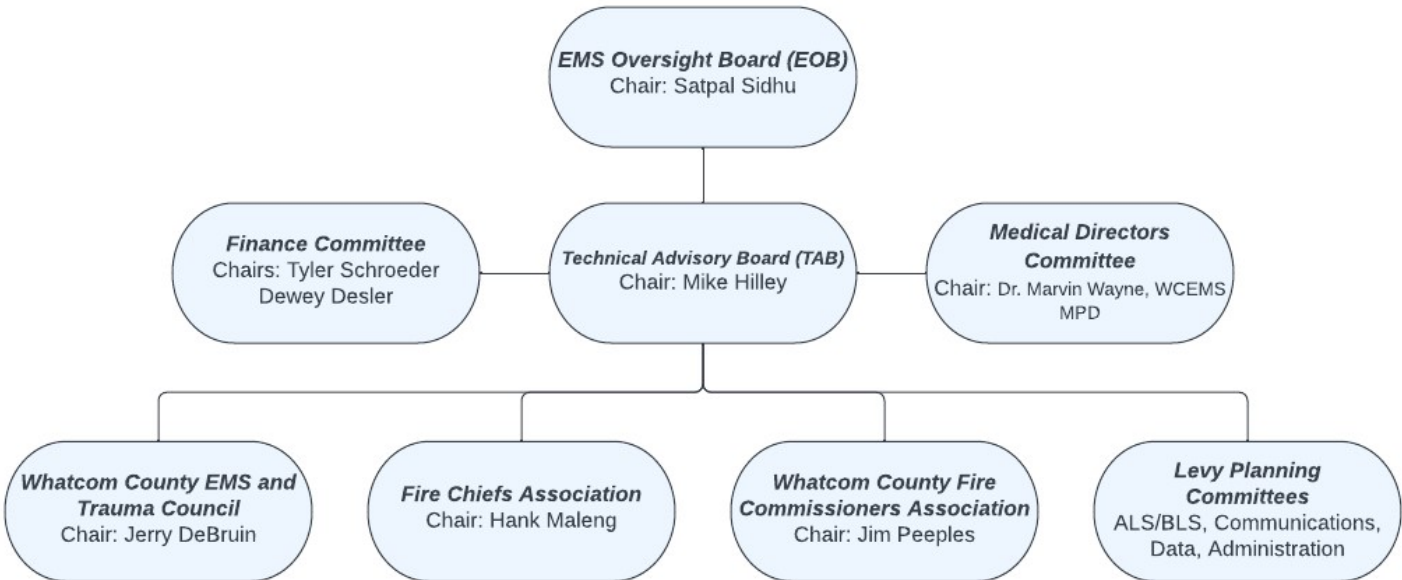 EMS Oversight Board (EOB)
Chair: Satpal Sidhu
Finance Committee
Chairs: Tyler Schroeder
Dewey Desler
Technical Advisory Board (TAB)
Chair: Mike Hilley
Medical Directors
Committee
Chair: Dr. Marvin Wayne, WCEMS
MPD
Whatcom County EMS and
Trauma Council
Chair: Jerry DeBruin
Fire Chiefs Association
Chair: Hank Maleng
Whatcom County Fire
Commissioners Association
Chair: Jim Peeples
Levy Planning
Committees
ALS/BLS, Communications,
Data, Administration